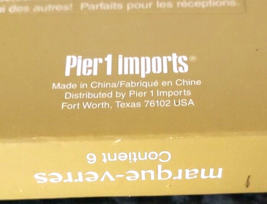 des autres! Parfaits pour les réceptions.
Pier 1 imports®
Made in China/Fabriqué en Chine
Distributed by Pier 1 Imports
Fort Worth, Texas 76102 USA
marque-verres
Contient 6